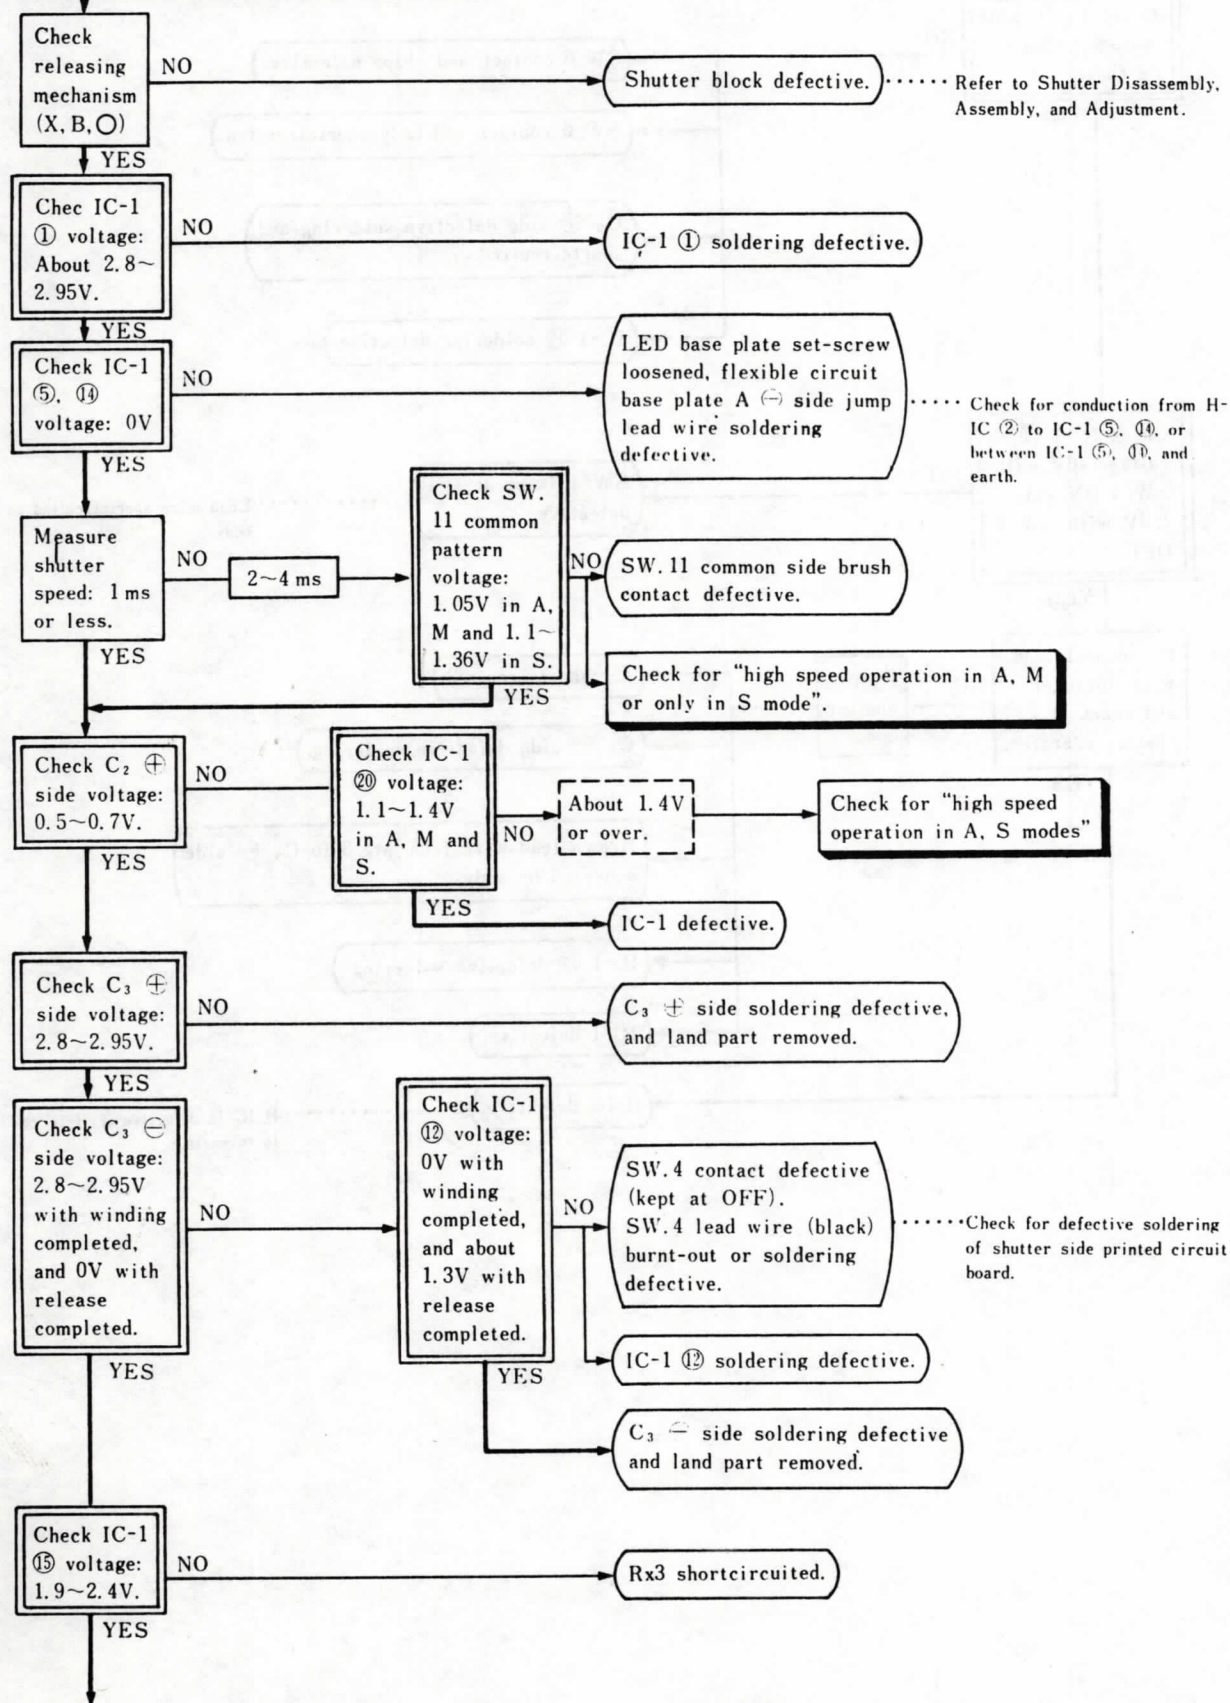 Check
releasing
mechanism
(X, B, ○)
NO
Shutter block defective.
······ Refer to Shutter Disassembly,
Assembly, and Adjustment.
YES
Chec IC-1
① voltage:
About 2.8~
2.95V.
NO
IC-1 ① soldering defective.
YES
Check IC-1
⑤, ⑭
voltage: 0V
NO
LED base plate set-screw
loosened, flexible circuit
base plate A ⊖ side jump
lead wire soldering
defective.
····· Check for conduction from H-
IC ② to IC-1 ⑤, ⑭, or
between IC-1 ⑤, ⑭, and
earth.
YES
Measure
shutter
speed: 1ms
or less.
NO
2~4 ms
Check SW.
11 common
pattern
voltage:
1.05V in A,
M and 1.1~
1.36V in S.
NO
SW.11 common side brush
contact defective.
Check for "high speed operation in A, M
or only in S mode".
YES
YES
Check C₂ ⊕
side voltage:
0.5~0.7V.
NO
Check IC-1
⑳ voltage:
1.1~1.4V
in A, M and
S.
NO
About 1.4V
or over.
Check for "high speed
operation in A, S modes"
YES
YES
IC-1 defective.
Check C₃ ⊕
side voltage:
2.8~2.95V.
NO
C₃ ⊕ side soldering defective,
and land part removed.
YES
Check C₃ ⊖
side voltage:
2.8~2.95V
with winding
completed,
and 0V with
release
completed.
NO
Check IC-1
⑫ voltage:
0V with
winding
completed,
and about
1.3V with
release
completed.
NO
SW.4 contact defective
(kept at OFF).
SW.4 lead wire (black)
burnt-out or soldering
defective.
······Check for defective soldering
of shutter side printed circuit
board.
IC-1 ⑫ soldering defective.
YES
YES
C₃ ⊖ side soldering defective
and land part removed.
Check IC-1
⑮ voltage:
1.9~2.4V.
NO
Rx3 shortcircuited.
YES